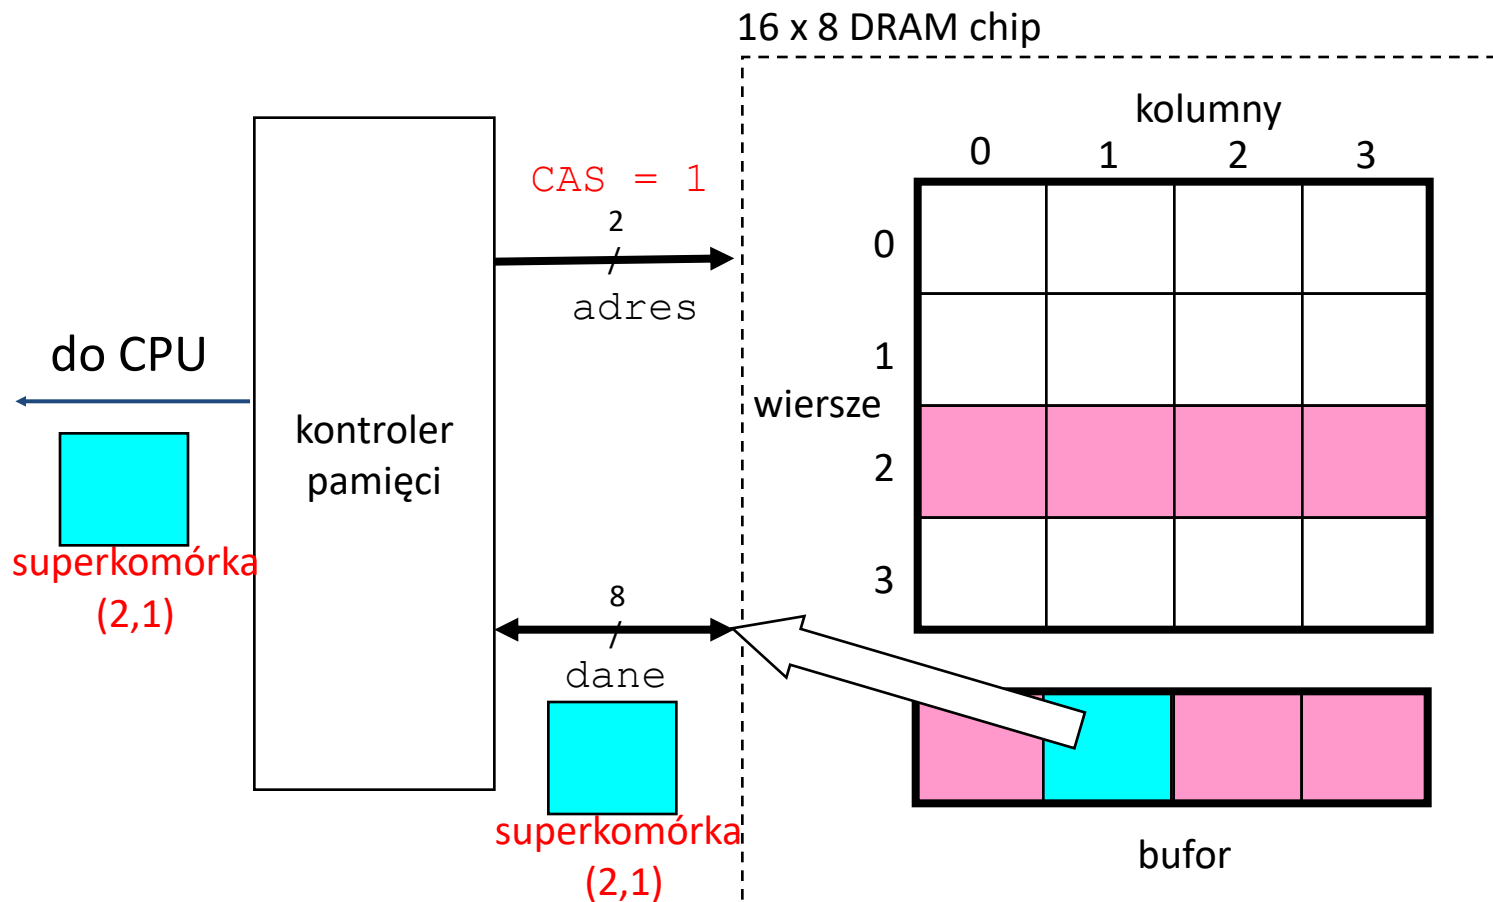 16 x 8 DRAM chip
kolumny
0 1 2 3
CAS = 1
2
adres
0
1
wiersze
2
3
do CPU
kontroler
pamięci
superkomórka
(2,1)
8
dane
superkomórka
(2,1)
bufor